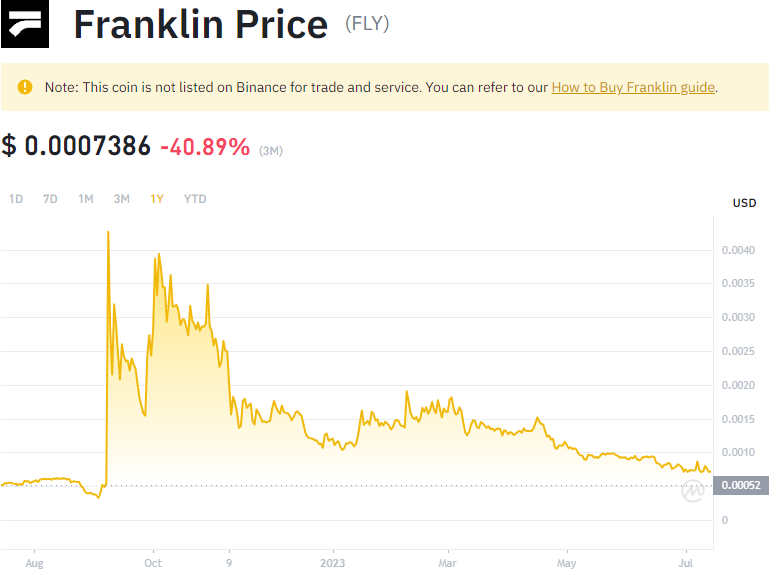 Franklin Price (FLY)
Note: This coin is not listed on Binance for trade and service. You can refer to our How to Buy Franklin guide.
$ 0.0007386 -40.89% (3M)
1D 7D 1M 3M 1Y YTD
USD
0.0040
0.0035
0.0030
0.0025
0.0020
0.0015
0.0010
0.00052
0
Aug Oct 9 2023 Mar May Jul